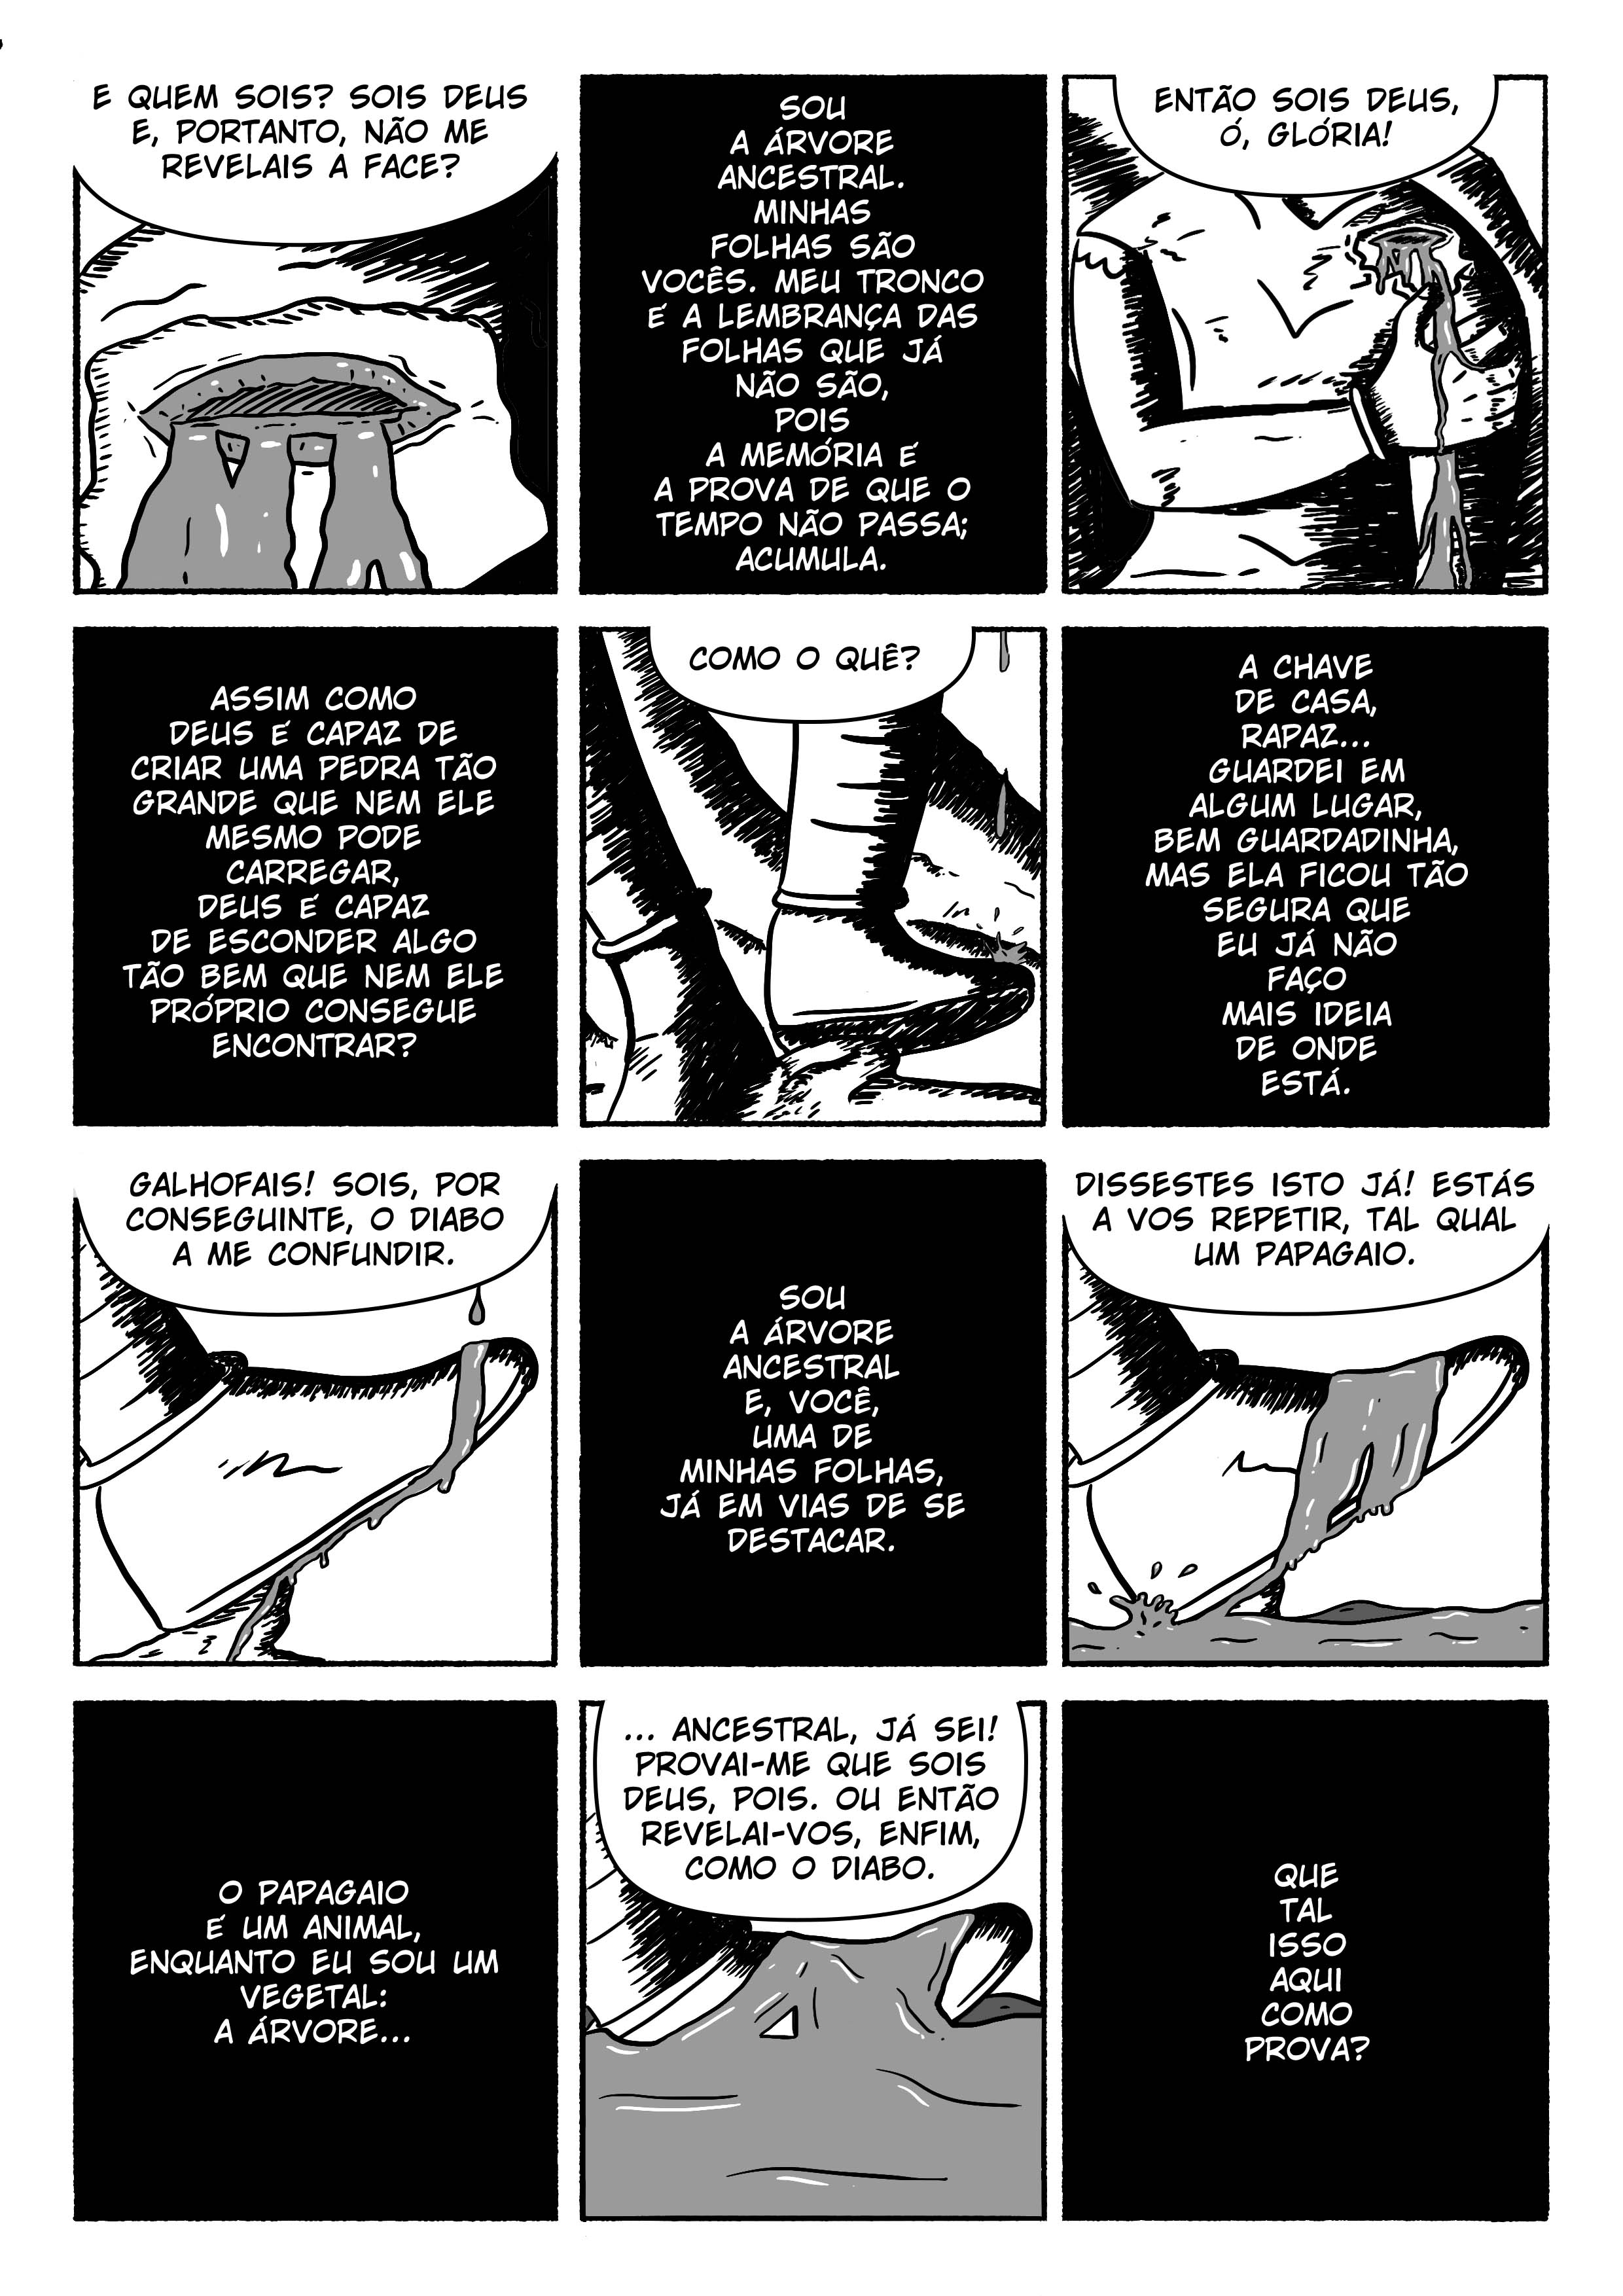 E QUEM SOIS? SOIS DEUS
E, PORTANTO, NÃO ME
REVELAIS A FACE?
SOU
A ÁRVORE
ANCESTRAL.
MINHAS
FOLHAS SÃO
VOCÊS. MEU TRONCO
É A LEMBRANÇA DAS
FOLHAS QUE JÁ
NÃO SÃO,
POIS
A MEMÓRIA É
A PROVA DE QUE O
TEMPO NÃO PASSA;
ACUMULA.
ENTÃO SOIS DEUS,
Ó, GLÓRIA!
ASSIM COMO
DEUS É CAPAZ DE
CRIAR UMA PEDRA TÃO
GRANDE QUE NEM ELE
MESMO PODE
CARREGAR,
DEUS É CAPAZ
DE ESCONDER ALGO
TÃO BEM QUE NEM ELE
PRÓPRIO CONSEGUE
ENCONTRAR?
COMO O QUÊ?
A CHAVE
DE CASA,
RAPAZ...
GUARDEI EM
ALGUM LUGAR,
BEM GUARDADINHA,
MAS ELA FICOU TÃO
SEGURA QUE
EU JÁ NÃO
FAÇO
MAIS IDEIA
DE ONDE
ESTÁ.
GALHOFAIS! SOIS, POR
CONSEGUINTE, O DIABO
A ME CONFUNDIR.
SOU
A ÁRVORE
ANCESTRAL
E, VOCÊ,
UMA DE
MINHAS FOLHAS,
JÁ EM VIAS DE SE
DESTACAR.
DISSESTES ISTO JÁ! ESTÁS
A VOS REPETIR, TAL QUAL
UM PAPAGAIO.
O PAPAGAIO
É UM ANIMAL,
ENQUANTO EU SOU UM
VEGETAL:
A ÁRVORE...
... ANCESTRAL, JÁ SEI!
PROVAI-ME QUE SOIS
DEUS, POIS. OU ENTÃO
REVELAI-VOS, ENFIM,
COMO O DIABO.
QUE
TAL
ISSO
AQUI
COMO
PROVA?